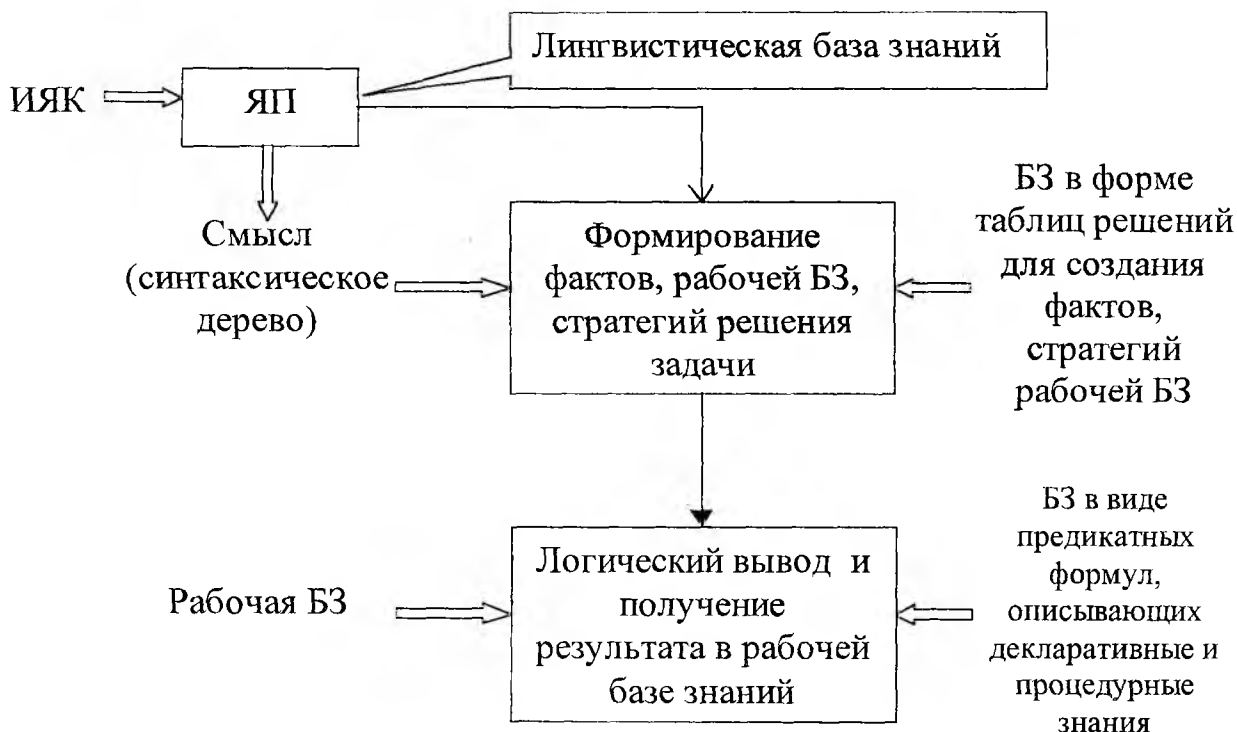 Лингвистическая база знаний
ИЯК
ЯП
Смысл
(синтаксическое
дерево)
Формирование
фактов, рабочей БЗ,
стратегий решения
задачи
БЗ в форме
таблиц решений
для создания
фактов,
стратегий
рабочей БЗ
Рабочая БЗ
Логический вывод и
получение
результата в рабочей
базе знаний
БЗ в виде
предикатных
формул,
описывающих
декларативные и
процедурные
знания